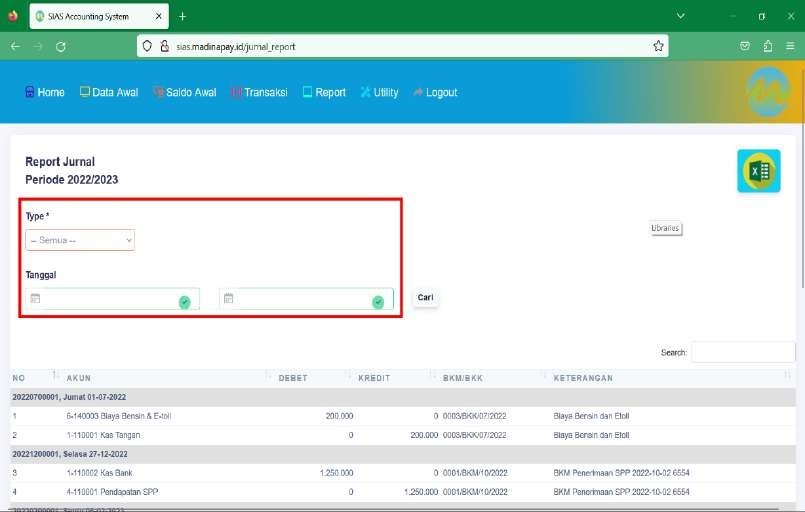 SIAS Accounting System
sias.madinapay.id/jurnal_report
Home Data Awal Saldo Awal Transaksi Report Utility Logout
Report Jurnal
Periode 2022/2023
Type *
-- Semua --
Libraries
Tanggal
Cari
Search:
NO AKUN DEBET KREDIT BKM/BKK KETERANGAN
20220700001, Jumat 01-07-2022
1 6-140003 Biaya Bensin & E-toll 200.000 0 0003/BKK/07/2022 Biaya Bensin dan Etoll
2 1-110001 Kas Tangan 0 200.000 0003/BKK/07/2022 Biaya Bensin dan Etoll
20221200001, Selasa 27-12-2022
3 1-110002 Kas Bank 1.250.000 0 0001/BKM/10/2022 BKM Penerimaan SPP 2022-10-02 6554
4 4-110001 Pendapatan SPP 0 1.250.000 0001/BKM/10/2022 BKM Penerimaan SPP 2022-10-02 6554